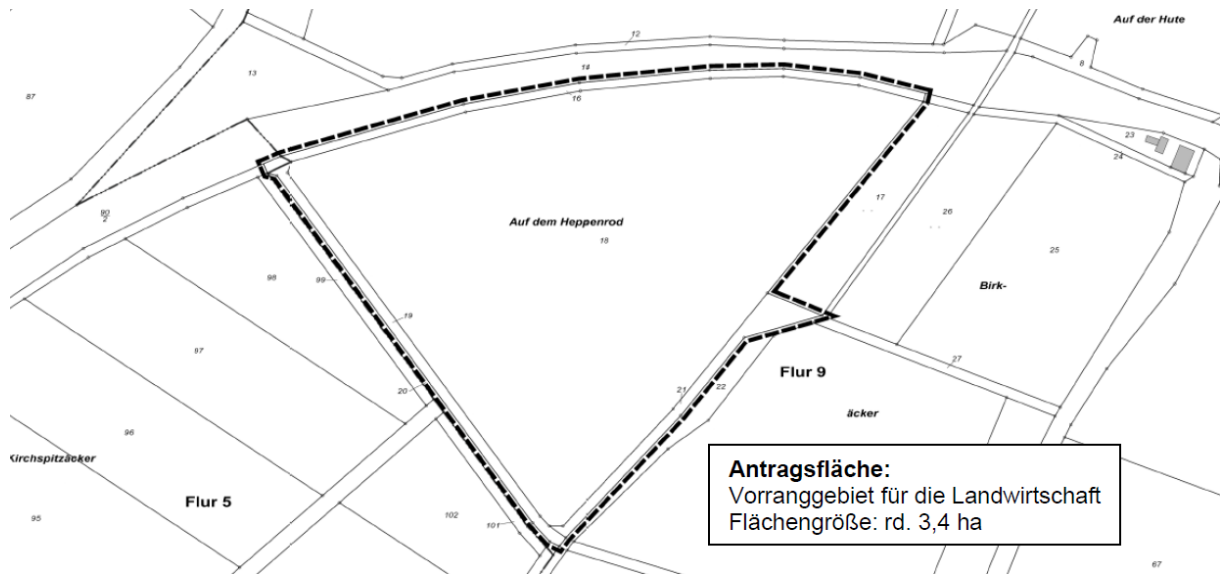 Auf der Hute
12
8
13
14
87
16
23
24
17
26
Auf dem Heppenrod
18
25
90
2
98
99
Birk-
19
97
27
20
21
22
Flur 9
äcker
96
Kirchspitzäcker
Flur 5
95
102
101
67
Antragsfläche:
Vorranggebiet für die Landwirtschaft
Flächengröße: rd. 3,4 ha